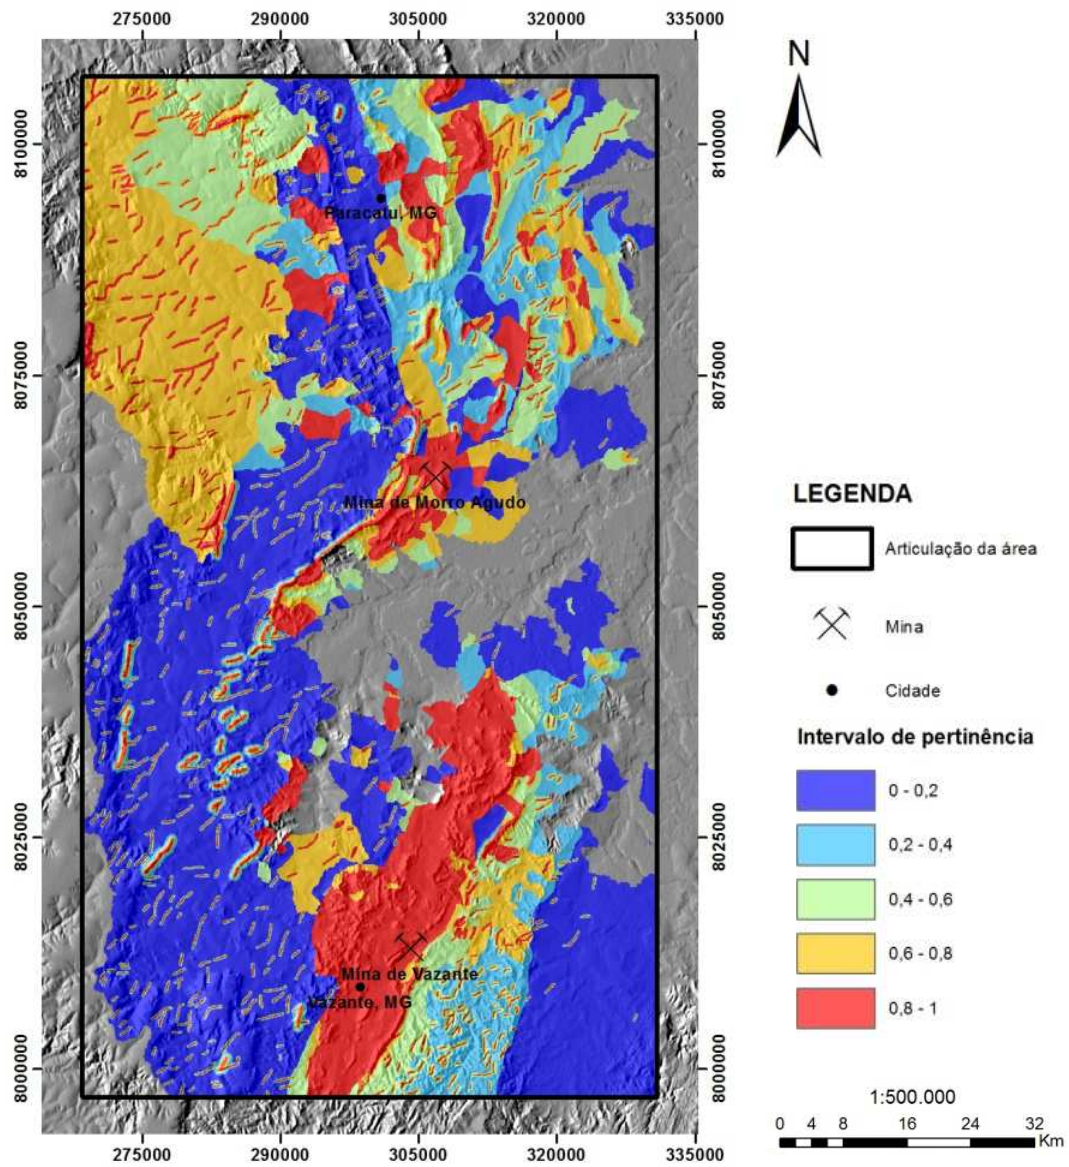 275000 290000 305000 320000 335000
N
8100000 8100000
Paracatu, MG
8075000 8075000
Mina de Morro Agudo
LEGENDA
Articulação da área
8050000 8050000
Mina
Cidade
Intervalo de pertinência
0 - 0,2
8025000 8025000
0,2 - 0,4
0,4 - 0,6
0,6 - 0,8
Mina de Vazante
Vazante, MG
0,8 - 1
8000000 8000000
1:500.000
0 4 8 16 24 32
Km
275000 290000 305000 320000 335000